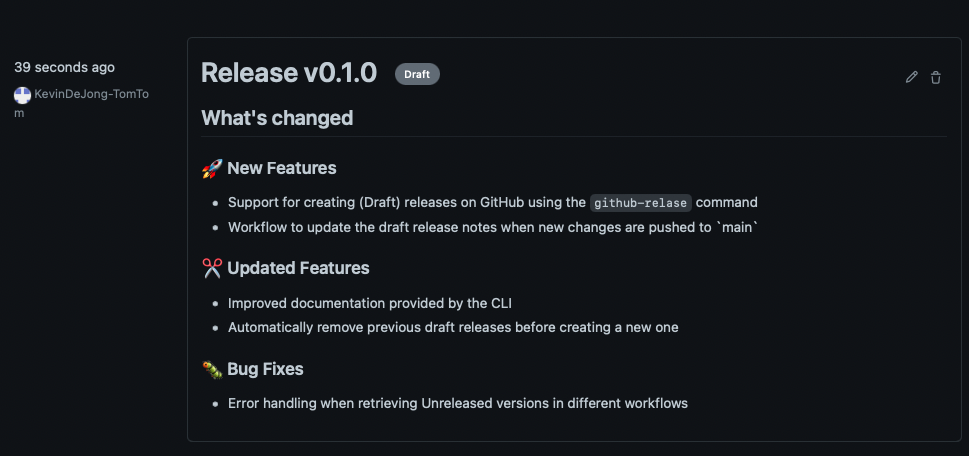 39 seconds ago
KevinDeJong-TomTo
m
Release v0.1.0 Draft
What's changed
🚀 New Features
• Support for creating (Draft) releases on GitHub using the github-relase command
• Workflow to update the draft release notes when new changes are pushed to `main`
✂️ Updated Features
• Improved documentation provided by the CLI
• Automatically remove previous draft releases before creating a new one
🐛 Bug Fixes
• Error handling when retrieving Unreleased versions in different workflows